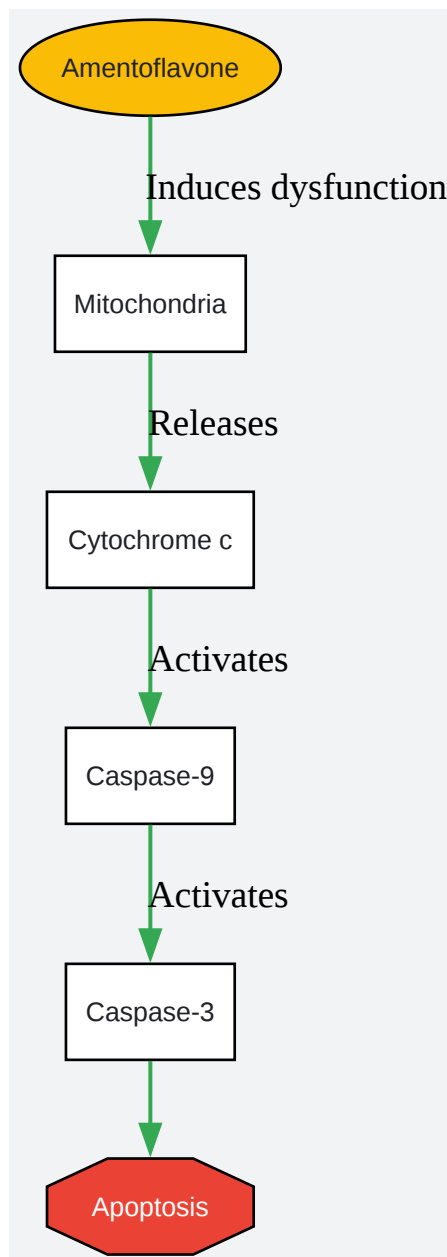 Amentoflavone
Induces dysfunction
Mitochondria
Releases
Cytochrome c
Activates
Caspase-9
Activates
Caspase-3
Apoptosis